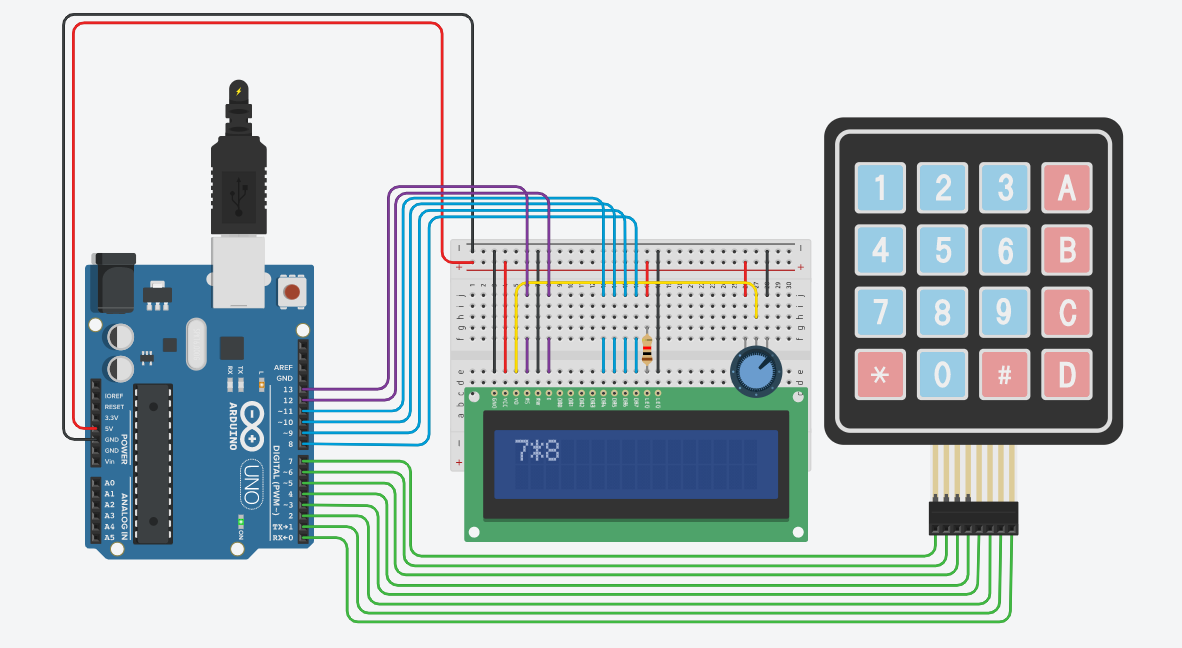 1 2 3 A
4 5 6 B
7 8 9 C
* 0 # D
AREF
GND
13
12
~11
~10
~9
8
7
~6
~5
4
~3
2
TX→1
RX←0
DIGITAL (PWM~)
RX
TX
L
ARDUINO
UNO
ON
IOREF
RESET
3.3V
5V
GND
GND
Vin
POWER
A0
A1
A2
A3
A4
A5
ANALOG IN
7*8